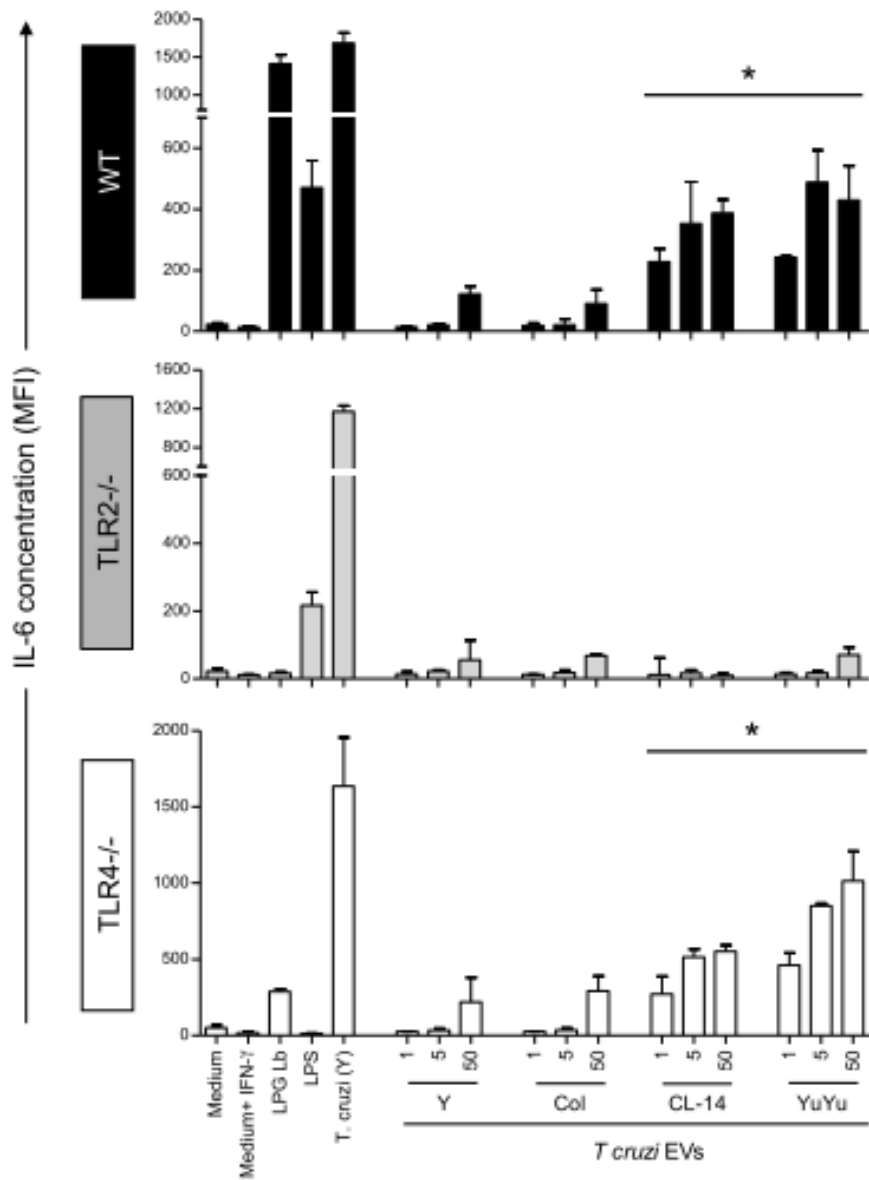 IL-6 concentration (MFI)
WT
2000
1500
1000
600
400
200
0
*
TLR2-/-
1600
1200
800
600
400
200
0
TLR4-/-
2000
1500
1000
500
0
*
Medium
Medium+ IFN-γ
LPG Lb
LPS
T. cruzi (Y)
1 5 50 1 5 50 1 5 50 1 5 50
Y Col CL-14 YuYu
T cruzi EVs